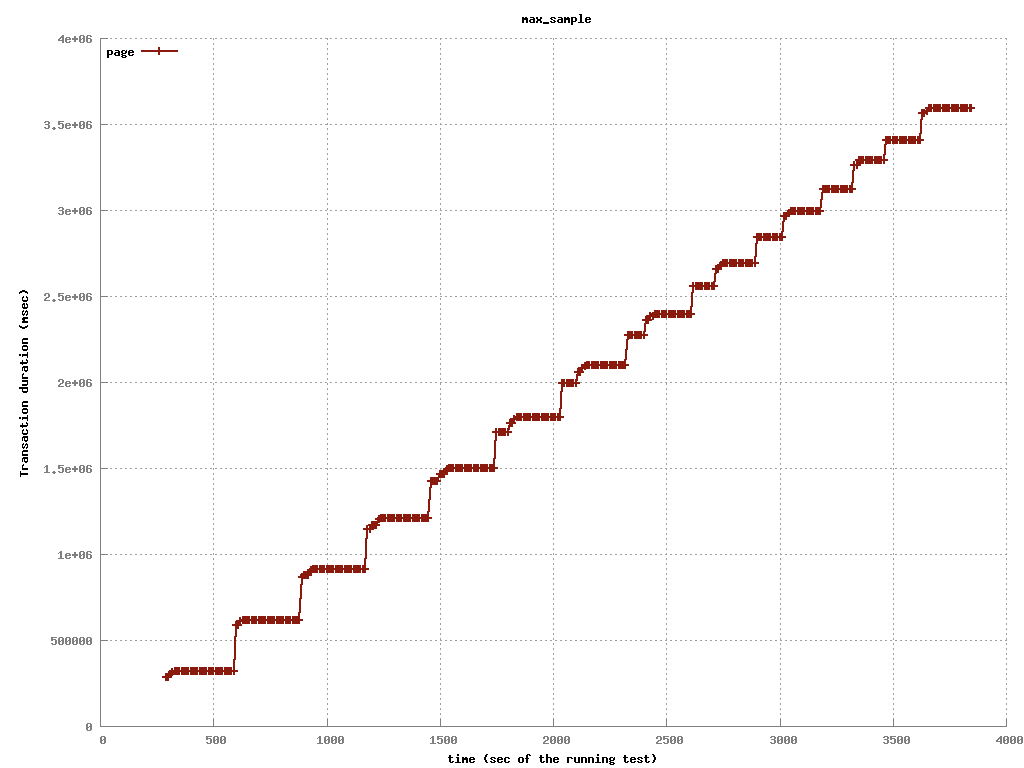 max_sample
4e+06
page
3.5e+06
3e+06
2.5e+06
2e+06
1.5e+06
1e+06
500000
0
Transaction duration (msec)
0 500 1000 1500 2000 2500 3000 3500 4000
time (sec of the running test)